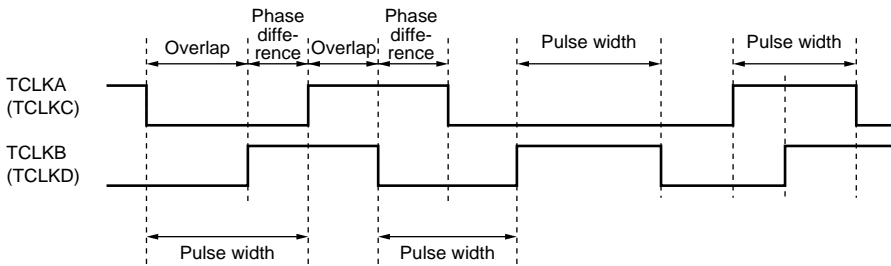 Phase
diffe-
rence
Phase
diffe-
rence
Overlap
Overlap
Pulse width
Pulse width
TCLKA
(TCLKC)
TCLKB
(TCLKD)
Pulse width
Pulse width